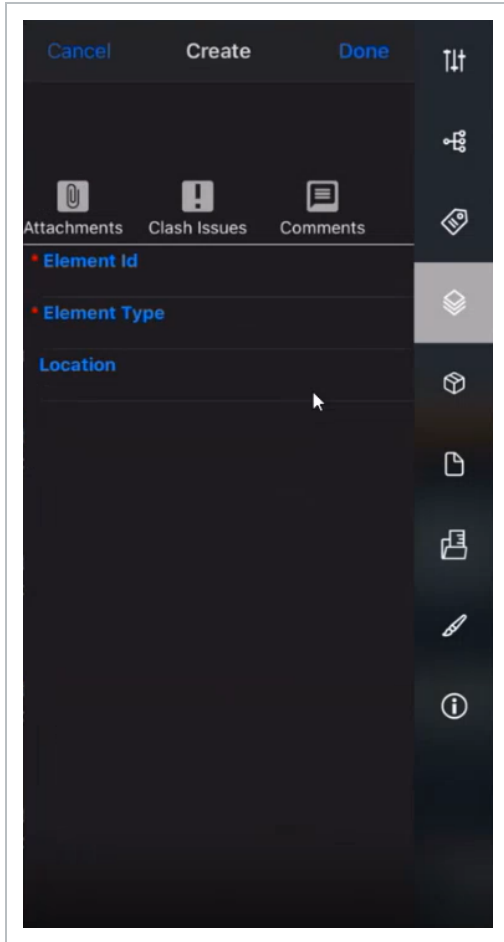 Cancel Create Done
Attachments Clash Issues Comments
* Element Id
* Element Type
Location